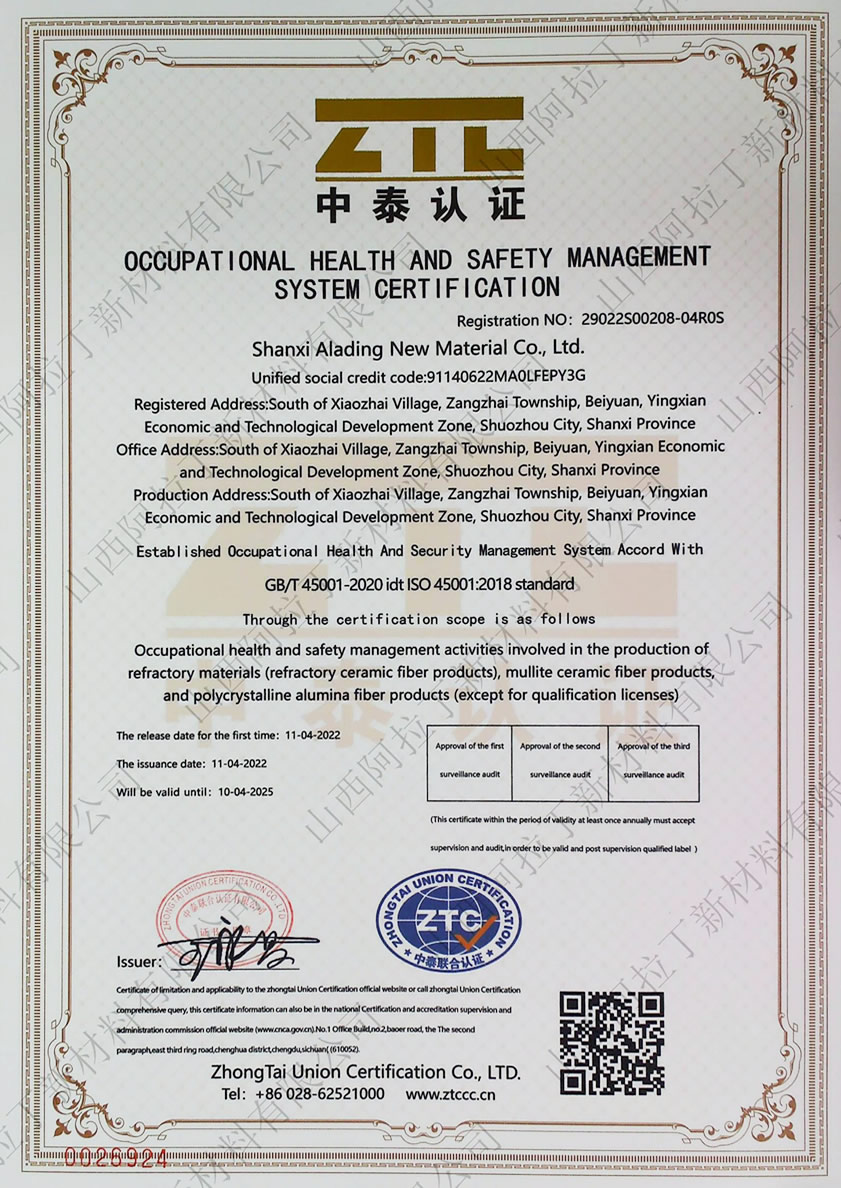 ZTC
中泰认证
OCCUPATIONAL HEALTH AND SAFETY MANAGEMENT
SYSTEM CERTIFICATION
Registration NO: 29022S00208-04R0S
Shanxi Alading New Material Co., Ltd.
Unified social credit code:91140622MA0LFEPY3G
Registered Address:South of Xiaozhai Village, Zangzhai Township, Beiyuan, Yingxian
Economic and Technological Development Zone, Shuozhou City, Shanxi Province
Office Address:South of Xiaozhai Village, Zangzhai Township, Beiyuan, Yingxian Economic
and Technological Development Zone, Shuozhou City, Shanxi Province
Production Address:South of Xiaozhai Village, Zangzhai Township, Beiyuan, Yingxian
Economic and Technological Development Zone, Shuozhou City, Shanxi Province
Established Occupational Health And Security Management System Accord With
GB/T 45001-2020 idt ISO 45001:2018 standard
Through the certification scope is as follows
Occupational health and safety management activities involved in the production of
refractory materials (refractory ceramic fiber products), mullite ceramic fiber products,
and polycrystalline alumina fiber products (except for qualification licenses)
The release date for the first time: 11-04-2022
The issuance date: 11-04-2022
Will be valid until: 10-04-2025
Approval of the first
surveillance audit
Approval of the second
surveillance audit
Approval of the third
surveillance audit
(This certificate within the period of validity at least once annually must accept
supervision and audit,in order to be valid and post supervision qualified label )
ZHONGTAI UNION CERTIFICATION CO., LTD
中泰联合认证有限公司
ZHONGTAI UNION CERTIFICATION
ZTC
中泰联合认证
Issuer:
Certificate of limitation and applicability to the zhongtai Union Certification official website or call zhongtai Union Certification
comprehensive query, this certificate information can also be in the national Certification and accreditation supervision and
administration commission official website (www.cnca.gov.cn).No.1 Office Build,no.2,baoer road, the The second
paragraph,east third ring road,chenghua district,chengdu,sichuan( (610052).
ZhongTai Union Certification Co., LTD.
Tel: +86 028-62521000 www.ztccc.cn
0026924
山西阿拉丁新材料有限公司